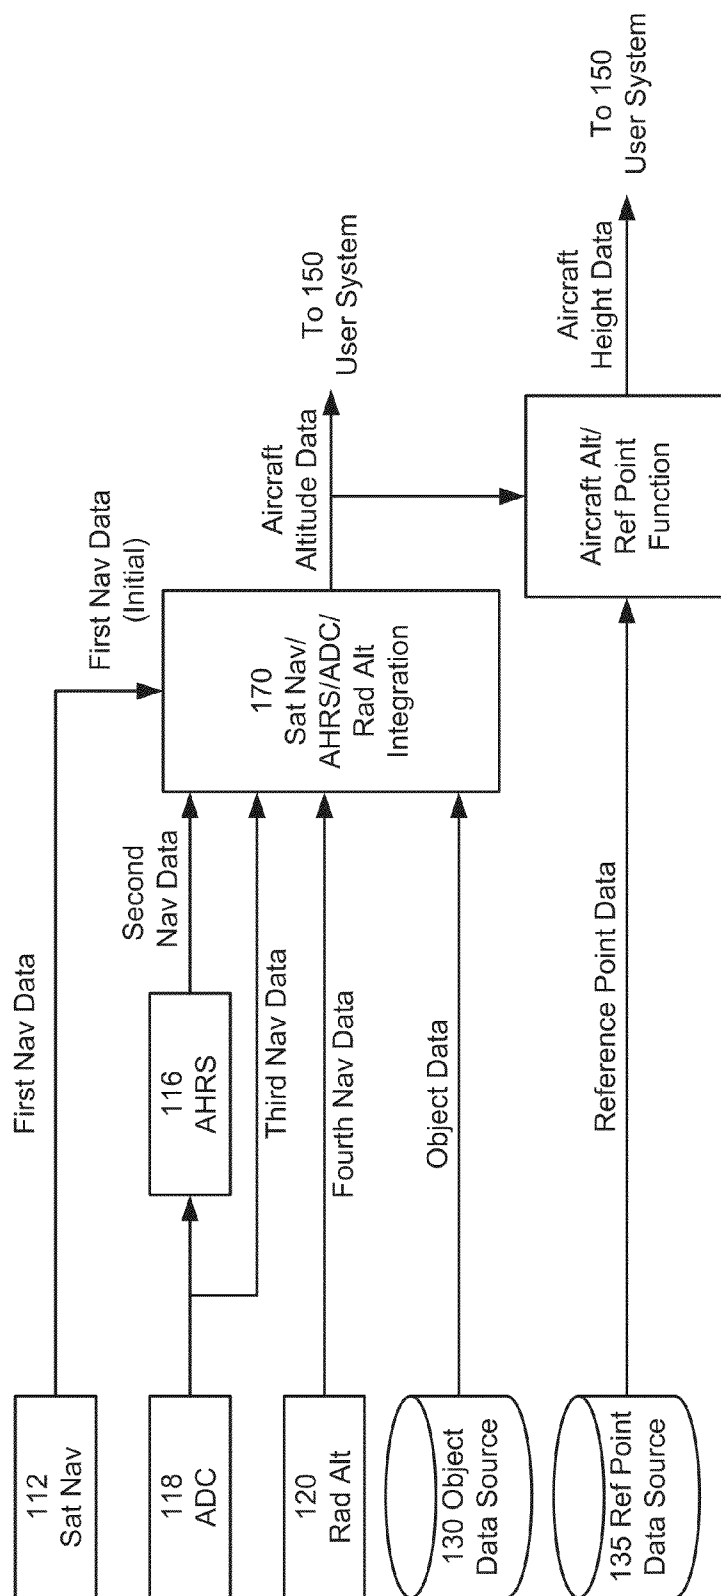 112
Sat Nav
First Nav Data
First Nav Data
(Initial)
118
ADC
116
AHRS
Second
Nav Data
Third Nav Data
120
Rad Alt
Fourth Nav Data
130 Object
Data Source
Object Data
170
Sat Nav/
AHRS/ADC/
Rad Alt
Integration
Aircraft
Altitude Data
To 150
User System
135 Ref Point
Data Source
Reference Point Data
Aircraft Alt/
Ref Point
Function
Aircraft
Height Data
To 150
User System